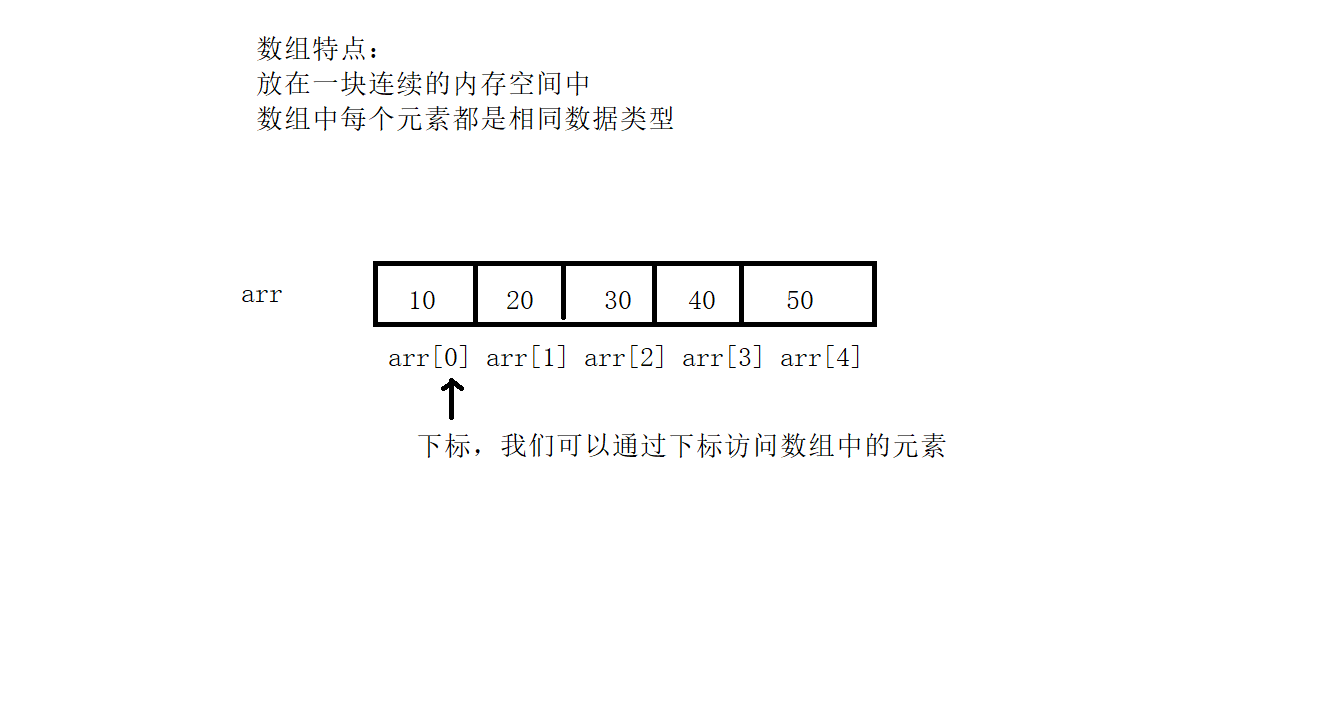 数组特点：
放在一块连续的内存空间中
数组中每个元素都是相同数据类型
arr
10 20 30 40 50
arr[0] arr[1] arr[2] arr[3] arr[4]
下标，我们可以通过下标访问数组中的元素